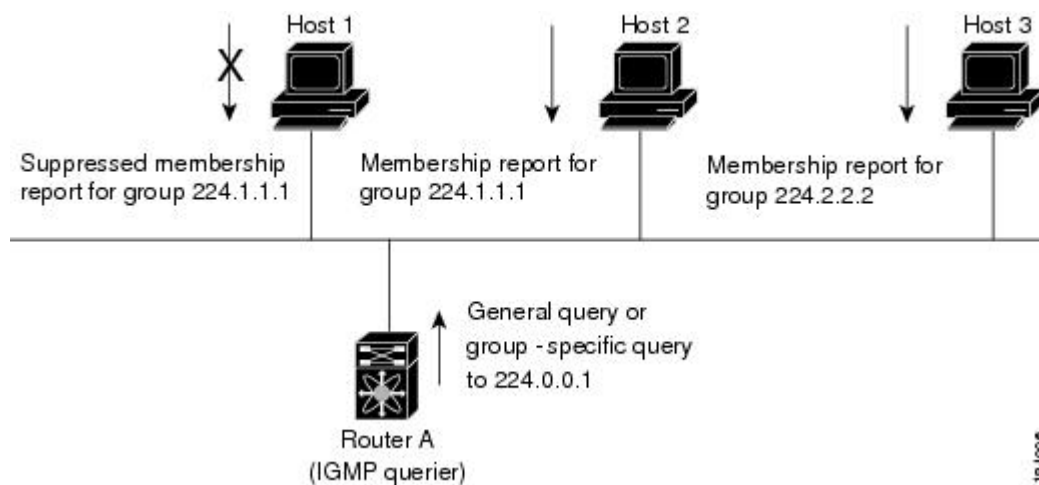 Host 1
Host 2
Host 3
X
Suppressed membership
report for group 224.1.1.1
Membership report for
group 224.1.1.1
Membership report for
group 224.2.2.2
General query or
group - specific query
to 224.0.0.1
Router A
(IGMP querier)